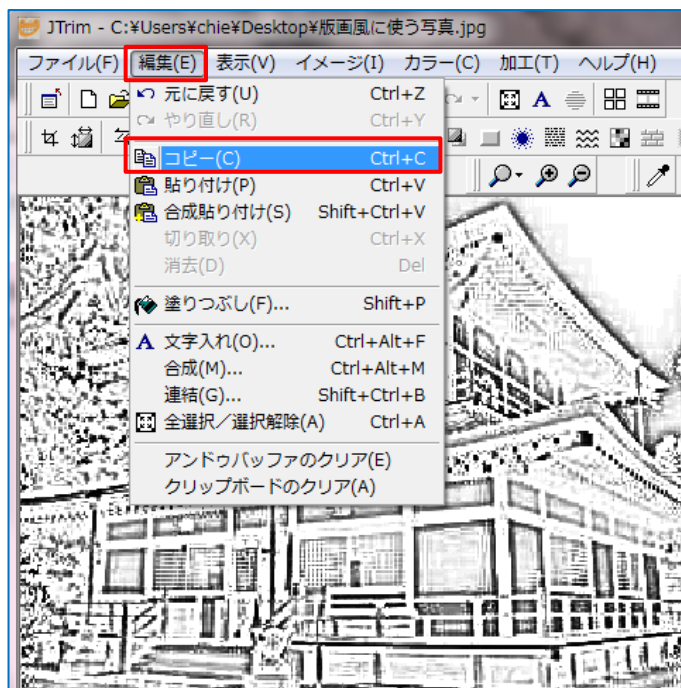 JTrim - C:¥Users¥chie¥Desktop¥版画風に使う写真.jpg
ファイル(F) 編集(E) 表示(V) イメージ(I) カラー(C) 加工(T) ヘルプ(H)
元に戻す(U) Ctrl+Z
やり直し(R) Ctrl+Y
コピー(C) Ctrl+C
貼り付け(P) Ctrl+V
合成貼り付け(S) Shift+Ctrl+V
切り取り(X) Ctrl+X
消去(D) Del
塗りつぶし(F)... Shift+P
文字入れ(O)... Ctrl+Alt+F
合成(M)... Ctrl+Alt+M
連結(G)... Shift+Ctrl+B
全選択／選択解除(A) Ctrl+A
アンドゥバッファのクリア(E)
クリップボードのクリア(A)